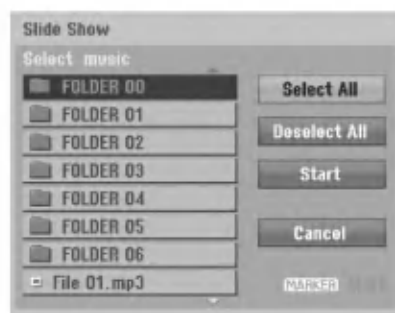 Slide Show
Select music
FOLDER 00
FOLDER 01
FOLDER 02
FOLDER 03
FOLDER 04
FOLDER 05
FOLDER 06
File 01.mp3
Select All
Deselect All
Start
Cancel
MARKER